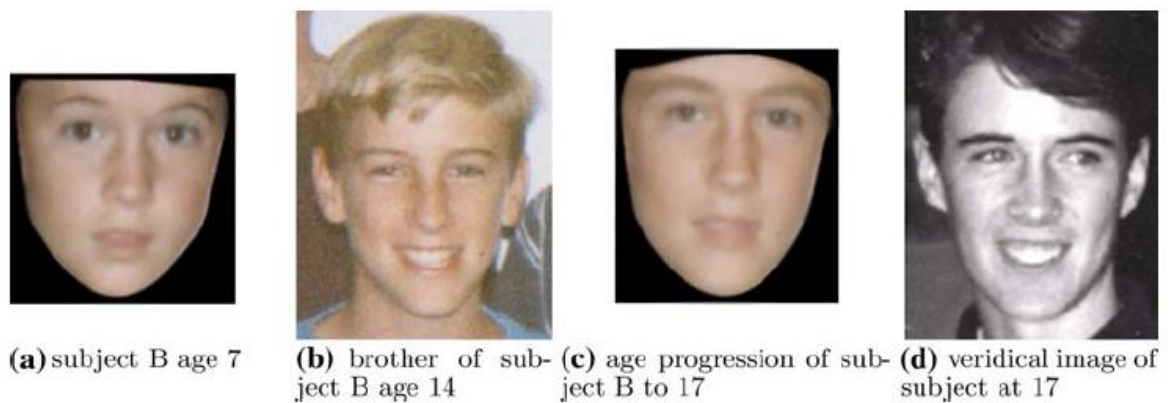 (a) subject B age 7
(b) brother of sub-
ject B age 14
(c) age progression of sub-
ject B to 17
(d) veridical image of
subject at 17